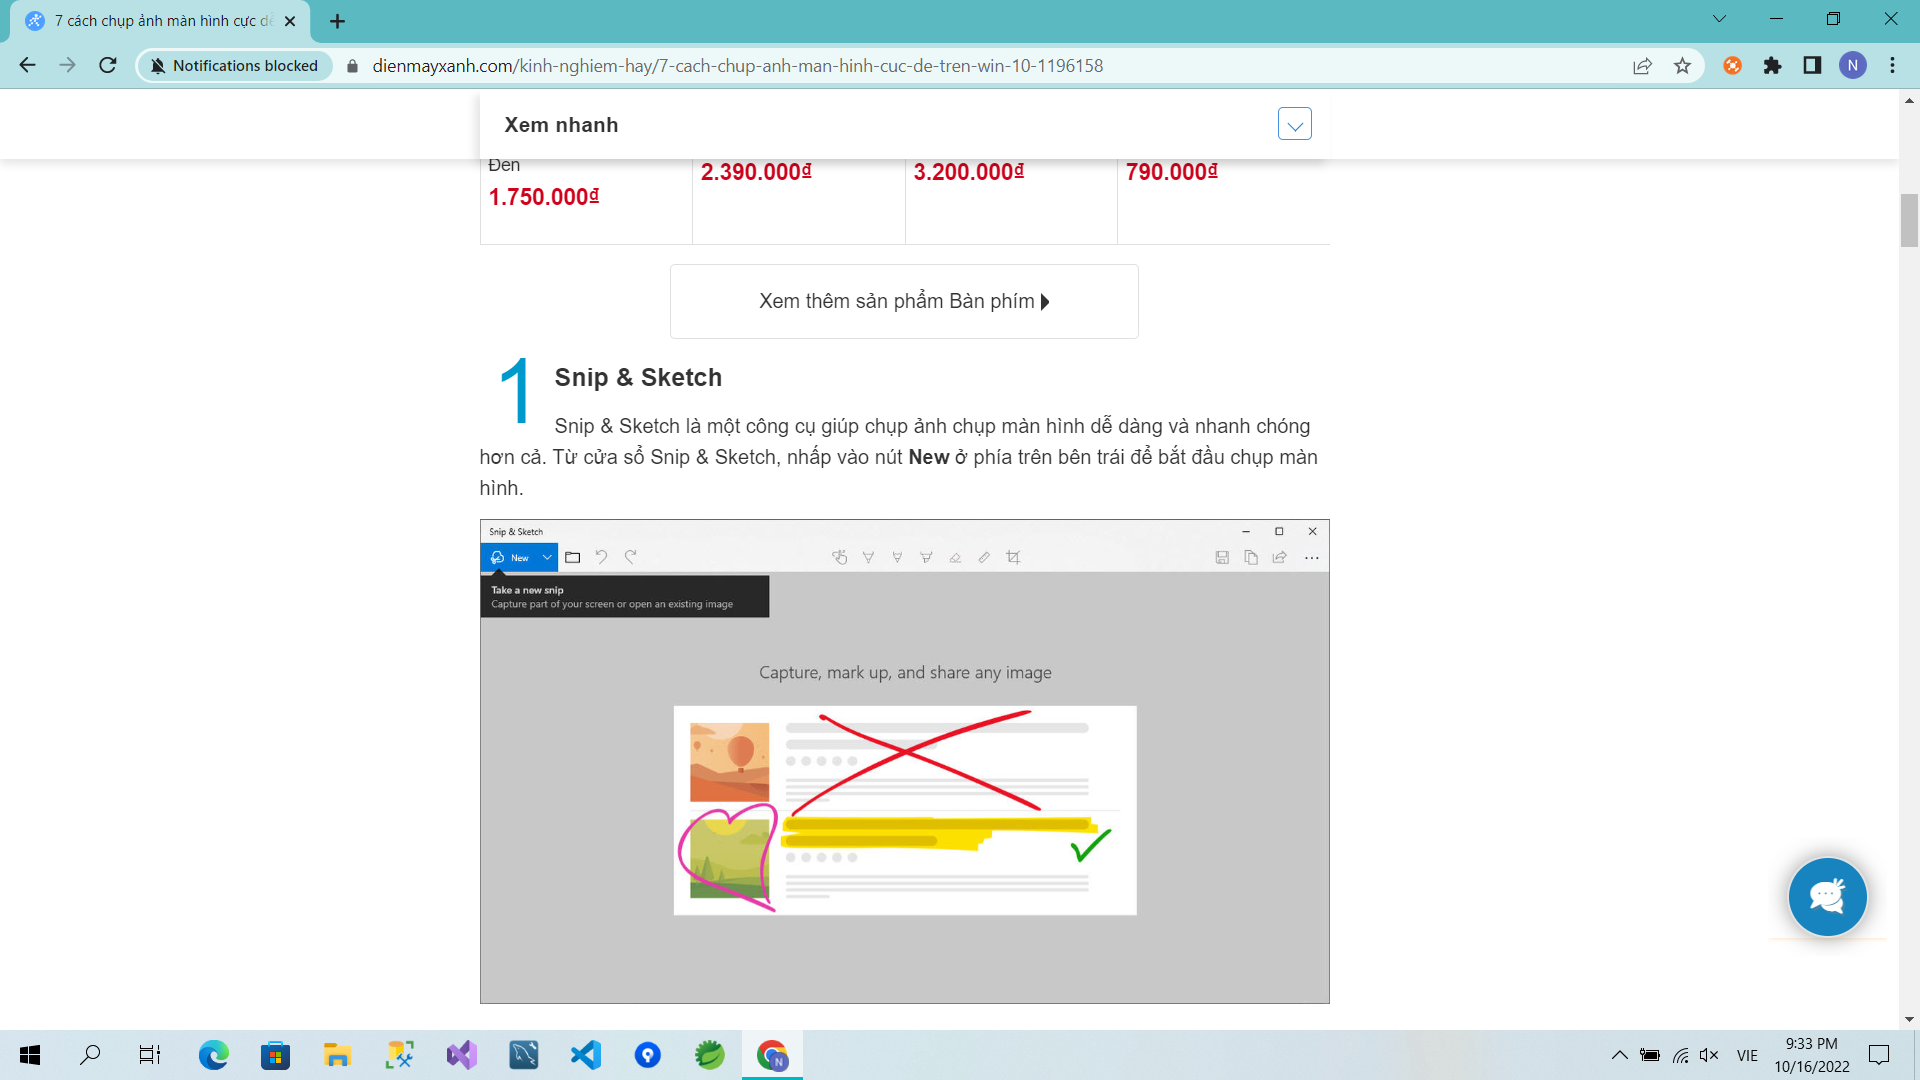 7 cách chụp ảnh màn hình cực dễ
Notifications blocked
dienmayxanh.com/kinh-nghiem-hay/7-cach-chup-anh-man-hinh-cuc-de-tren-win-10-1196158
N
Xem nhanh
Đen
1.750.000₫
2.390.000₫
3.200.000₫
790.000₫
Xem thêm sản phẩm Bàn phím
1
Snip & Sketch
Snip & Sketch là một công cụ giúp chụp ảnh chụp màn hình dễ dàng và nhanh chóng
hơn cả. Từ cửa sổ Snip & Sketch, nhấp vào nút New ở phía trên bên trái để bắt đầu chụp màn
hình.
Snip & Sketch
New
Take a new snip
Capture part of your screen or open an existing image
Capture, mark up, and share any image
N
VIE
9:33 PM
10/16/2022